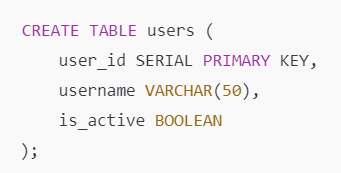 CREATE TABLE users (
    user_id SERIAL PRIMARY KEY,
    username VARCHAR(50),
    is_active BOOLEAN
);